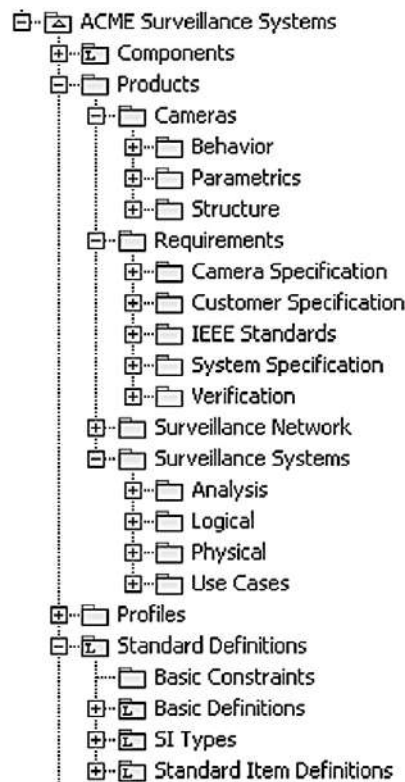 ACME Surveillance Systems
Components
Products
Cameras
Behavior
Parametrics
Structure
Requirements
Camera Specification
Customer Specification
IEEE Standards
System Specification
Verification
Surveillance Network
Surveillance Systems
Analysis
Logical
Physical
Use Cases
Profiles
Standard Definitions
Basic Constraints
Basic Definitions
SI Types
Standard Item Definitions